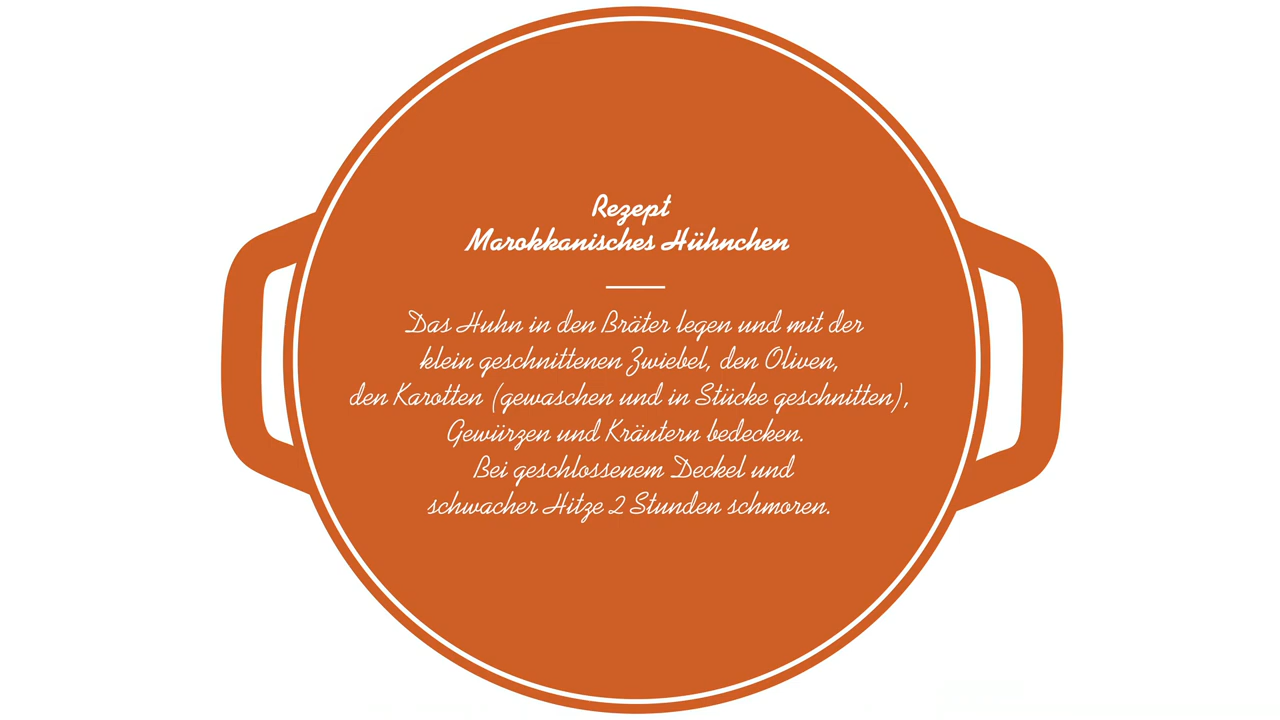 Rezept
Marokkanisches Hühnchen
Das Huhn in den Bräter legen und mit der
klein geschnittenen Zwiebel, den Oliven,
den Karotten (gewaschen und in Stücke geschnitten),
Gewürzen und Kräutern bedecken.
Bei geschlossenem Deckel und
schwacher Hitze 2 Stunden schmoren.